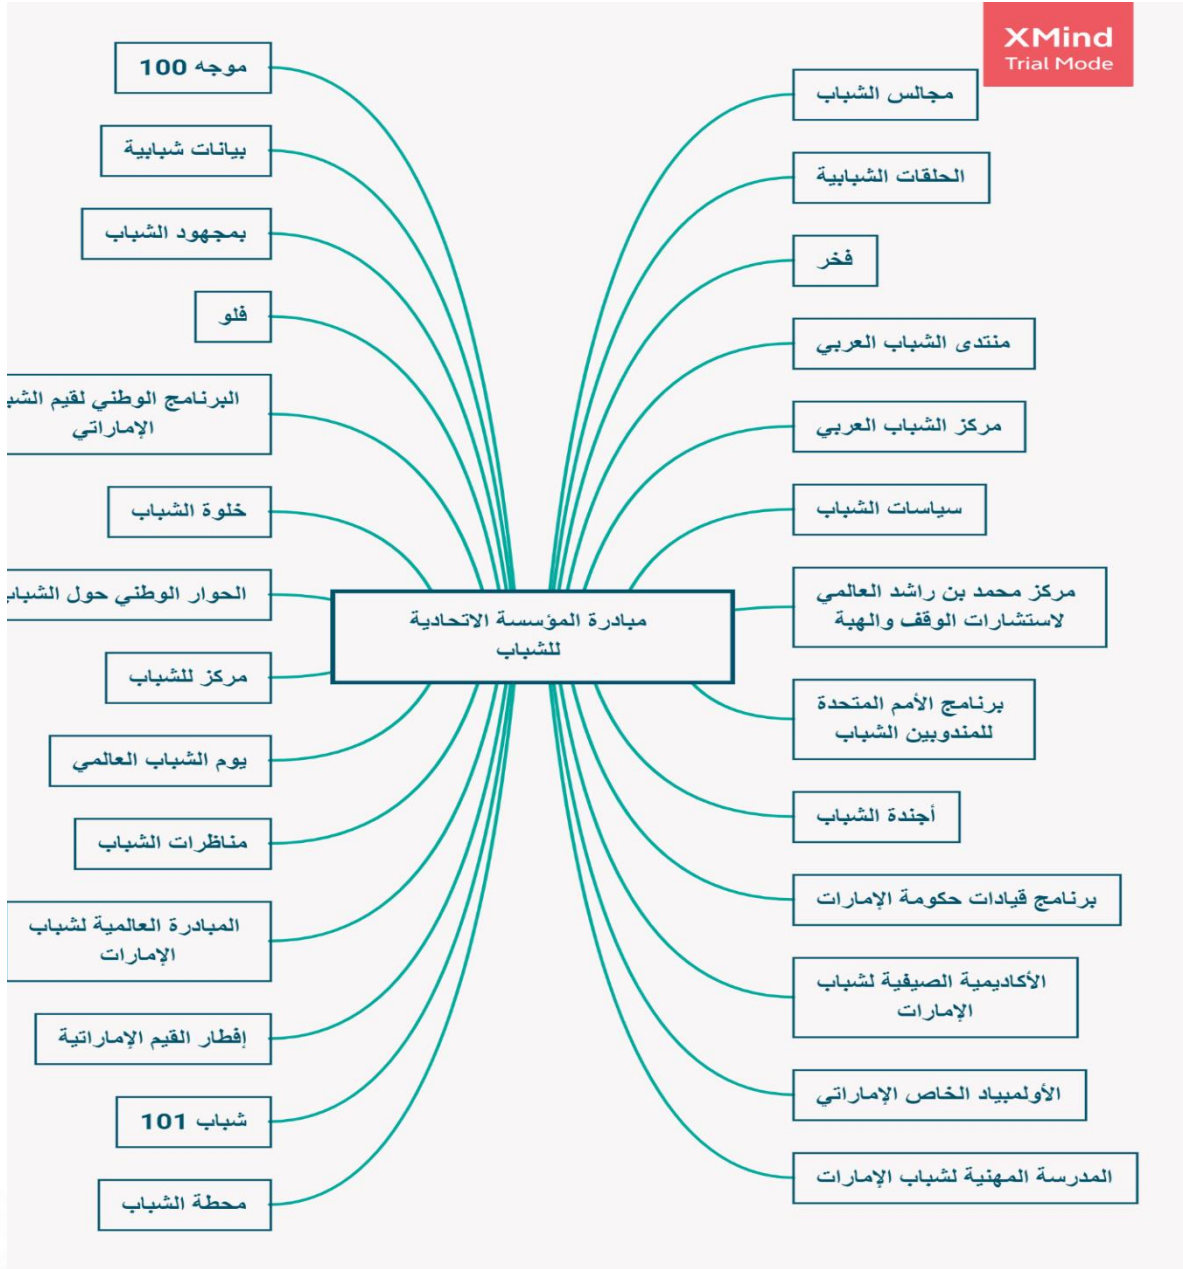 XMind
Trial Mode
مبادرة المؤسسة الاتحادية
للشباب
مجالس الشباب
الحلقات الشبابية
فخر
منتدى الشباب العربي
مركز الشباب العربي
سياسات الشباب
مركز محمد بن راشد العالمي
لاستشارات الوقف والهبة
برنامج الأمم المتحدة
للمندوبين الشباب
أجندة الشباب
برنامج قيادات حكومة الإمارات
الأكاديمية الصيفية لشباب
الإمارات
الأولمبياد الخاص الإماراتي
المدرسة المهنية لشباب الإمارات
موجه 100
بيانات شبابية
بمجهود الشباب
فلو
البرنامج الوطني لقيم
الإماراتي
خلوة الشباب
الحوار الوطني حول
مركز للشباب
يوم الشباب العالمي
مناظرات الشباب
المبادرة العالمية لشباب
الإمارات
إفطار القيم الإماراتية
شباب 101
محطة الشباب